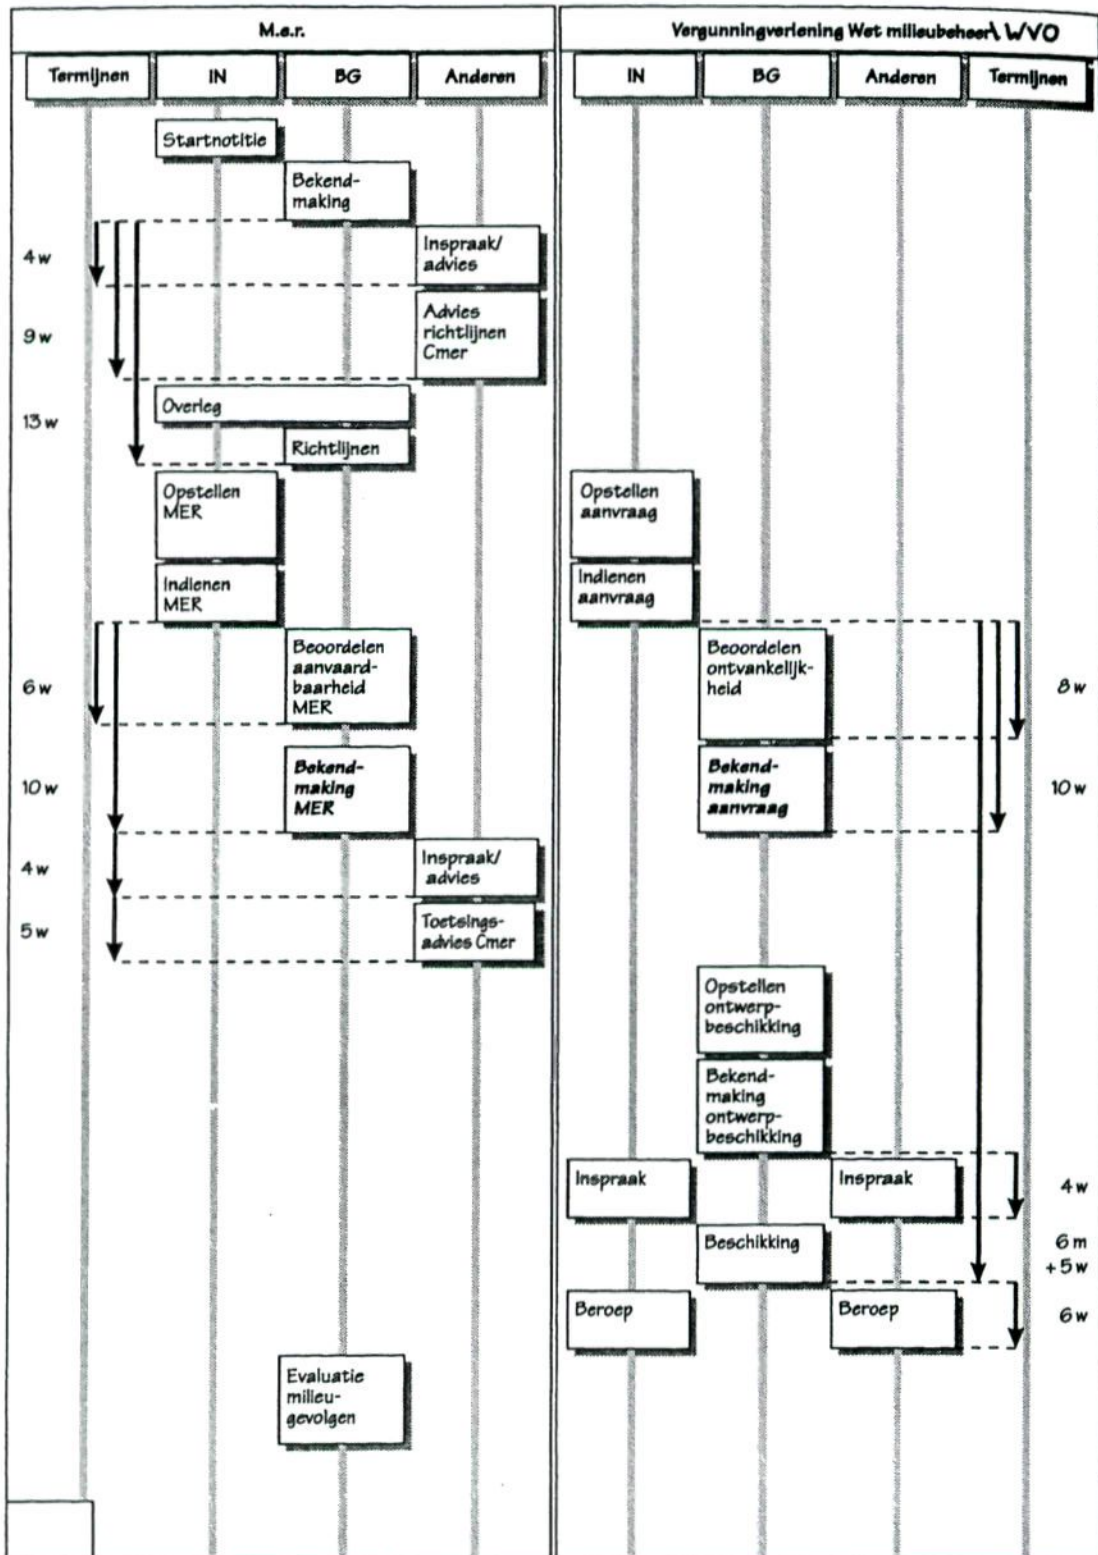 M.e.r.
Vergunningverlening Wet milieubeheer\ WVO
Termijnen
IN
BG
Anderen
IN
BG
Anderen
Termijnen
Startnotitie
Bekend-
making
4 w
Inspraak/
advies
9 w
Advies
richtlijnen
Cmer
13 w
Overleg
Richtlijnen
Opstellen
MER
Opstellen
aanvraag
Indienen
MER
Indienen
aanvraag
6 w
Beoordelen
aanvaard-
baarheid
MER
Beoordelen
ontvankelijk-
heid
8 w
10 w
Bekend-
making
MER
Bekend-
making
aanvraag
10 w
4 w
Inspraak/
advies
5 w
Toetsings-
advies Cmer
Opstellen
ontwerp-
beschikking
Bekend-
making
ontwerp-
beschikking
Inspraak
Inspraak
4 w
Beschikking
6 m
+ 5 w
Beroep
Beroep
6 w
Evaluatie
milieu-
gevolgen